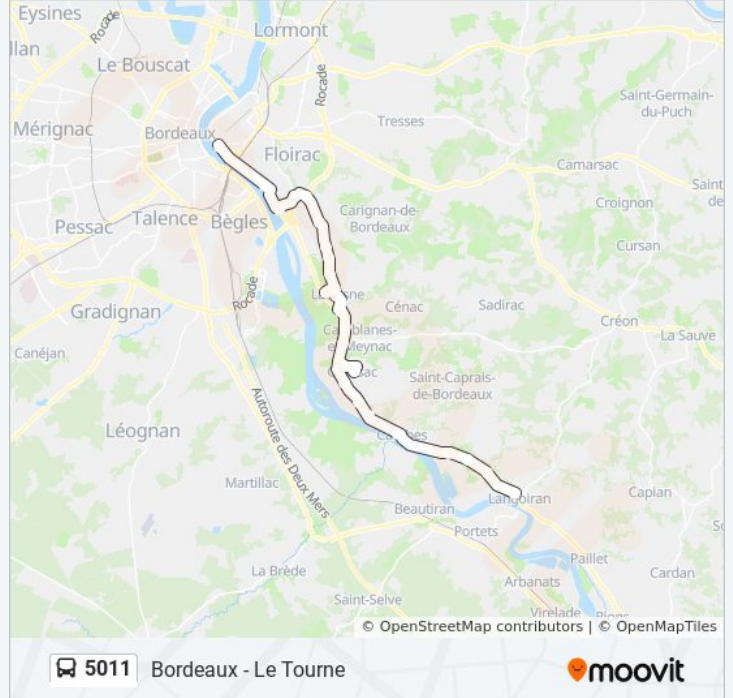 Eysines
Lormont
Rocade
llan
Le Bouscat
Rocade
Saint-Germain-
du-Puch
Mérignac
Bordeaux
Tresses
Floirac
Camarsac
Saint
de
Carignan-de-
Bordeaux
Croignon
Pessac
Talence
Bègles
Cursan
Rocade
Cénac
Sadirac
Gradignan
Créon
La Sauve
Canéjan
Saint-Caprais-
de-Bordeaux
Autoroute des Deux Mers
Léognan
Martillac
Langoiran
Capian
Beautiran
Portets
Paillet
La Brède
Arbanats
Cardan
Saint-Selve
Virelade
© OpenStreetMap contributors | © OpenMapTiles
5011 Bordeaux - Le Tourne
moovit